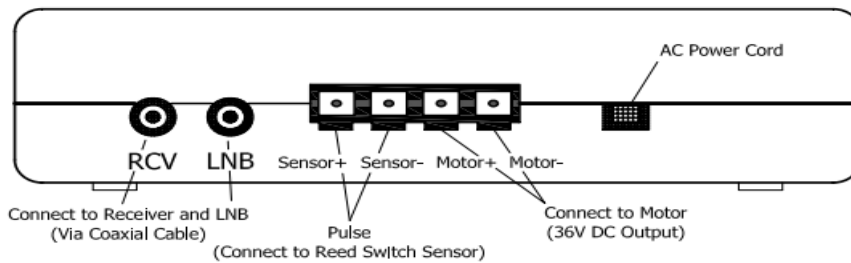 AC Power Cord
RCV LNB Sensor+ Sensor- Motor+ Motor-
Connect to Receiver and LNB
(Via Coaxial Cable)
Pulse
(Connect to Reed Switch Sensor)
Connect to Motor
(36V DC Output)